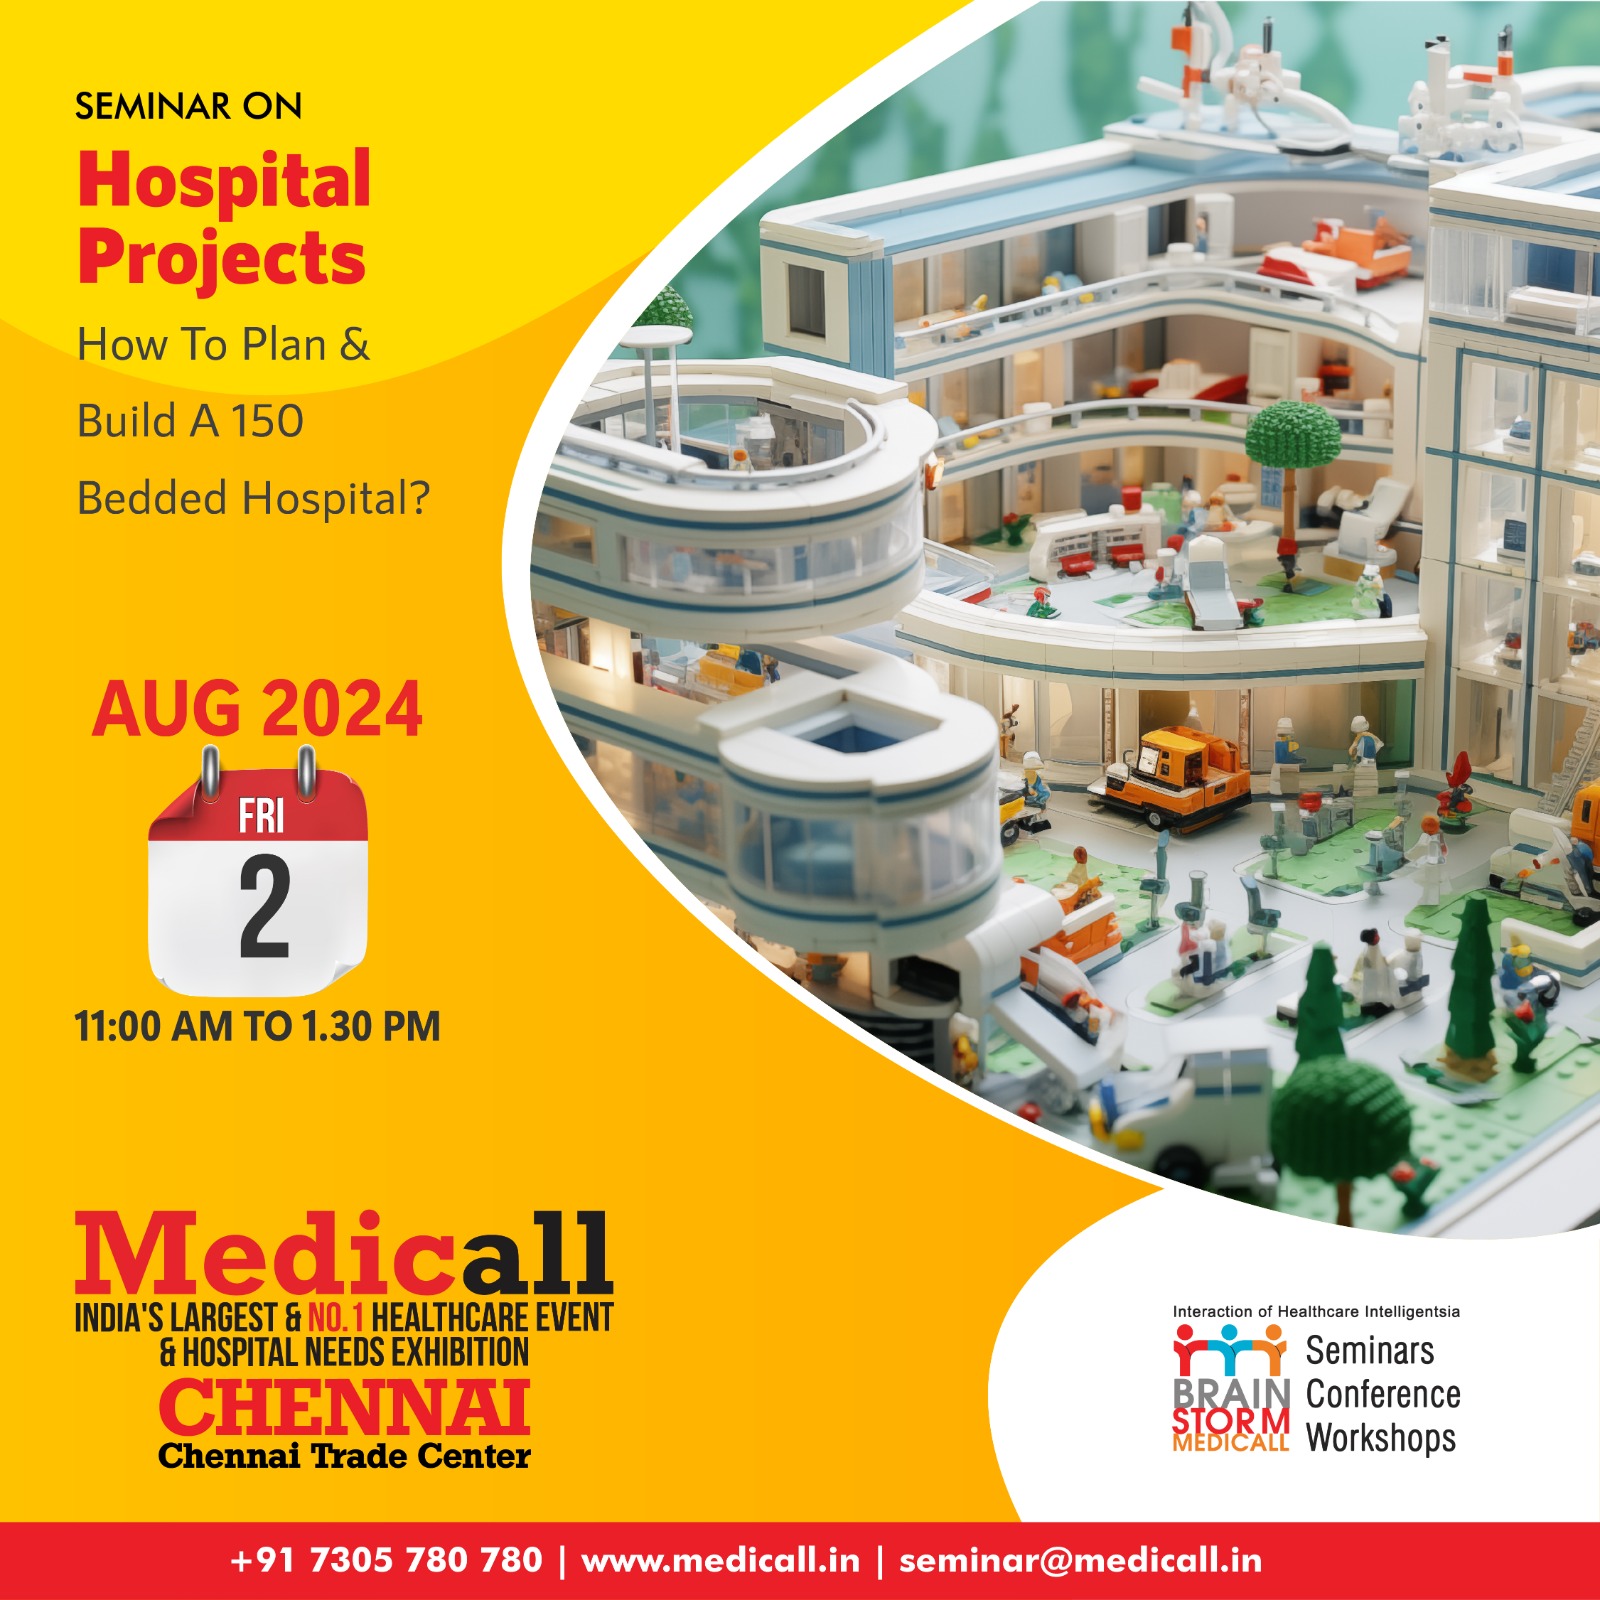 SEMINAR ON
Hospital
Projects
How To Plan &
Build A 150
Bedded Hospital?
AUG 2024
FRI
2
11:00 AM TO 1.30 PM
Medicall
INDIA'S LARGEST & NO.1 HEALTHCARE EVENT
& HOSPITAL NEEDS EXHIBITION
CHENNAI
Chennai Trade Center
Interaction of Healthcare Intelligentsia
BRAIN
STORM
MEDICALL
Seminars
Conference
Workshops
+91 7305 780 780 | www.medicall.in | seminar@medicall.in